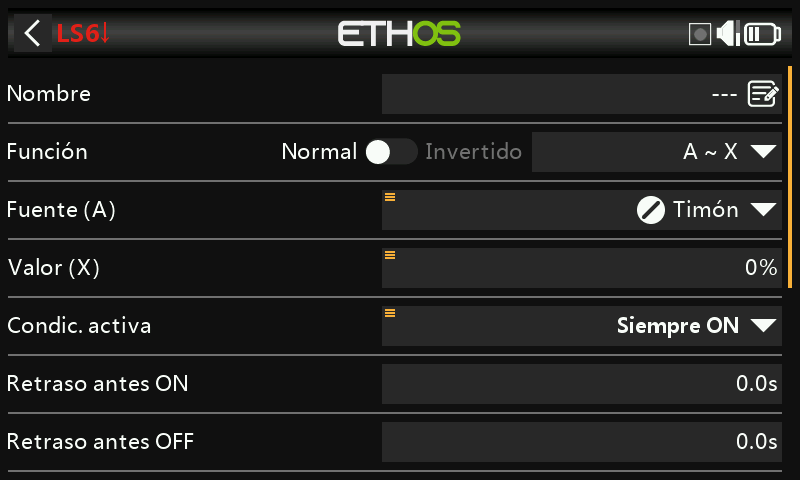 LS6↓ ETHOS
Nombre ---
Función Normal Invertido A ~ X
Fuente (A) Timón
Valor (X) 0%
Condic. activa Siempre ON
Retraso antes ON 0.0s
Retraso antes OFF 0.0s